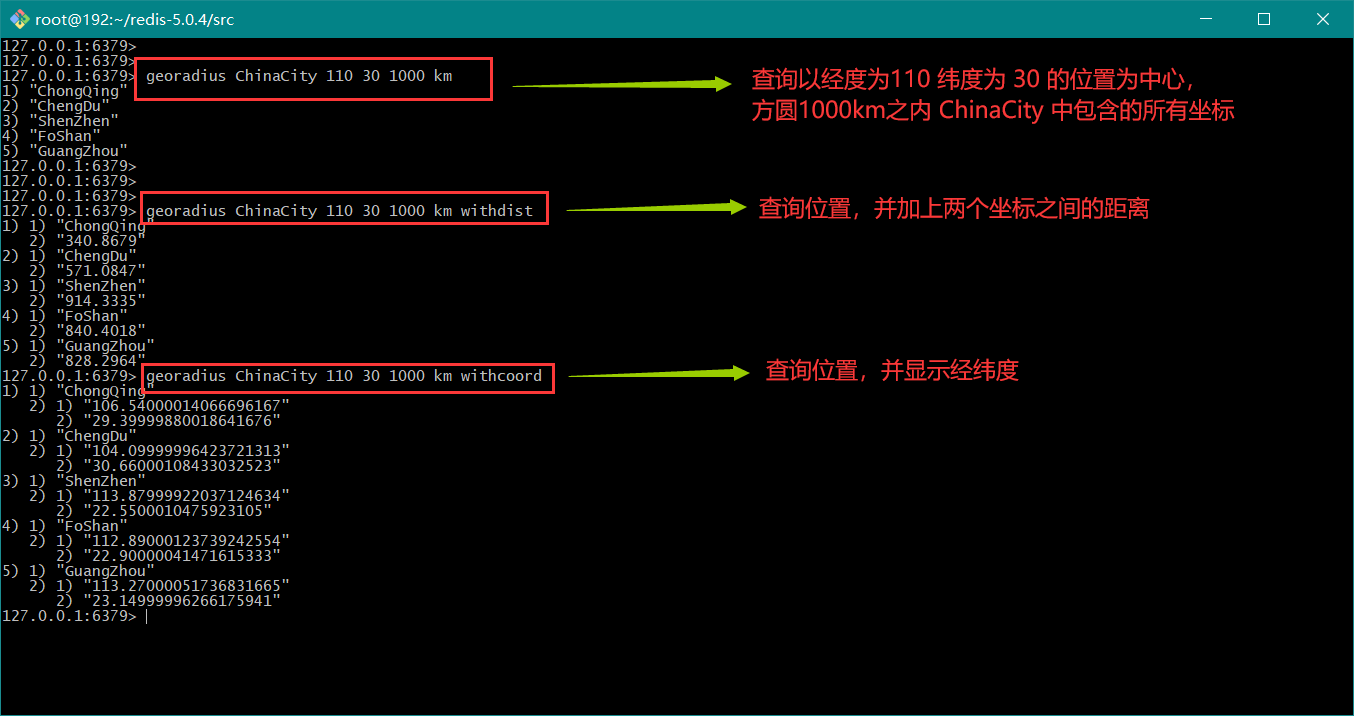 root@192:~/redis-5.0.4/src
127.0.0.1:6379>
127.0.0.1:6379>
127.0.0.1:6379> georadius ChinaCity 110 30 1000 km
查询以经度为110 纬度为 30 的位置为中心，
方圆1000km之内 ChinaCity 中包含的所有坐标
1) "ChongQing"
2) "ChengDu"
3) "ShenZhen"
4) "FoShan"
5) "GuangZhou"
127.0.0.1:6379>
127.0.0.1:6379>
127.0.0.1:6379>
127.0.0.1:6379> georadius ChinaCity 110 30 1000 km withdist
查询位置，并加上两个坐标之间的距离
1) 1) "ChongQing"
2) "340.8679"
2) 1) "ChengDu"
2) "571.0847"
3) 1) "ShenZhen"
2) "914.3335"
4) 1) "FoShan"
2) "840.4018"
5) 1) "GuangZhou"
2) "828.2964"
127.0.0.1:6379> georadius ChinaCity 110 30 1000 km withcoord
查询位置，并显示经纬度
1) 1) "ChongQing"
2) 1) "106.54000014066696167"
2) "29.39999880018641676"
2) 1) "ChengDu"
2) 1) "104.09999996423721313"
2) "30.66000108433032523"
3) 1) "ShenZhen"
2) 1) "113.87999922037124634"
2) "22.5500010475923105"
4) 1) "FoShan"
2) 1) "112.89000123739242554"
2) "22.90000041471615333"
5) 1) "GuangZhou"
2) 1) "113.27000051736831665"
2) "23.14999996266175941"
127.0.0.1:6379>